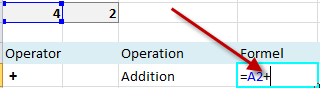 4 2
Operator Operation Formel
+ Addition =A2+